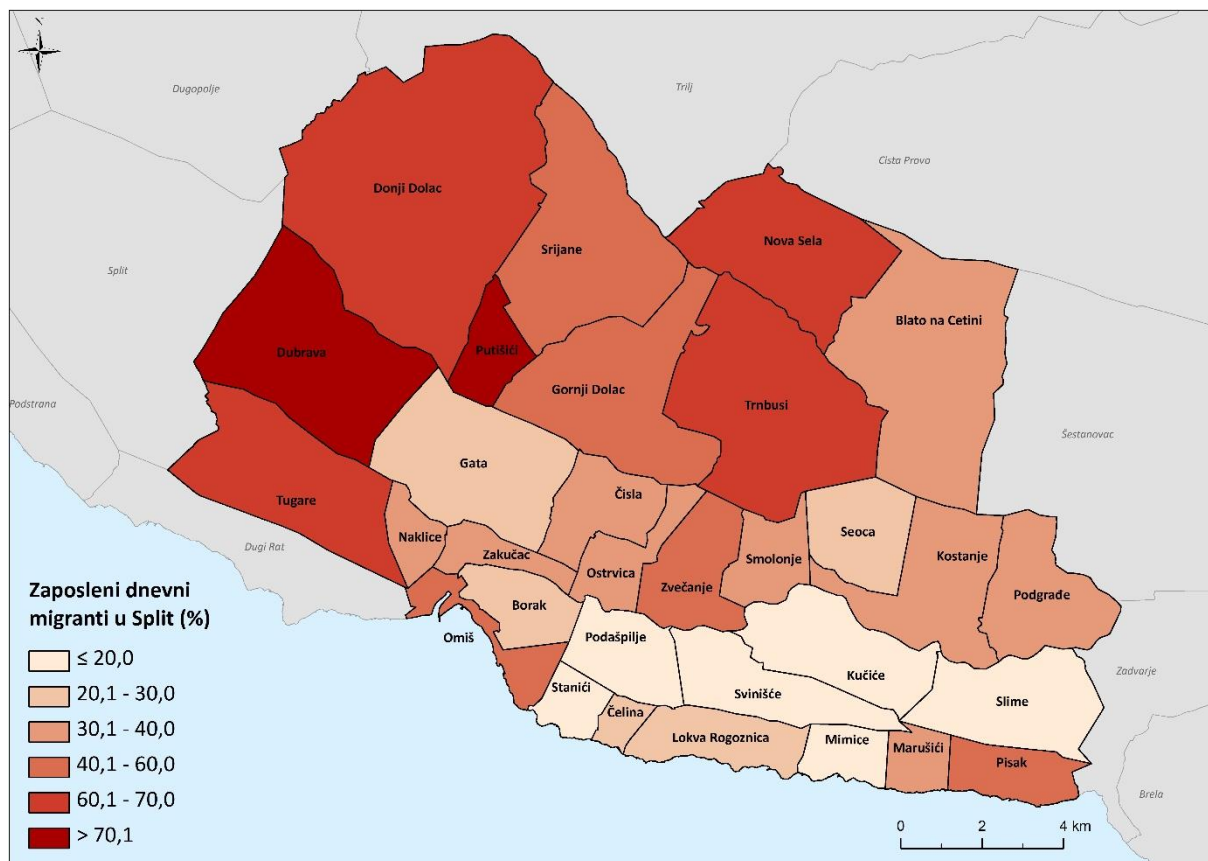 N
Dugopolje
Trilj
Cista Prova
Donji Dolac
Nova Sela
Srijane
Split
Blato na Cetini
Dubrava
Putišići
Gornji Dolac
Trnbusi
Podstrana
Šestanovac
Gata
Čisla
Tugare
Seoca
Naklice
Kostanje
Dugi Rat
Zakučac
Smolonje
Ostrvica
Zvečanje
Podgrađe
Zaposleni dnevni
migranti u Split (%)
Borak
Omiš
Podašpilje
≤ 20,0
Kučiće
Zadvarje
20,1 - 30,0
Stanići
Svinišće
Slime
30,1 - 40,0
Čelina
Lokva Rogoznica
Mimice
Marušići
Pisak
40,1 - 60,0
60,1 - 70,0
Brela
> 70,1
0 2 4 km